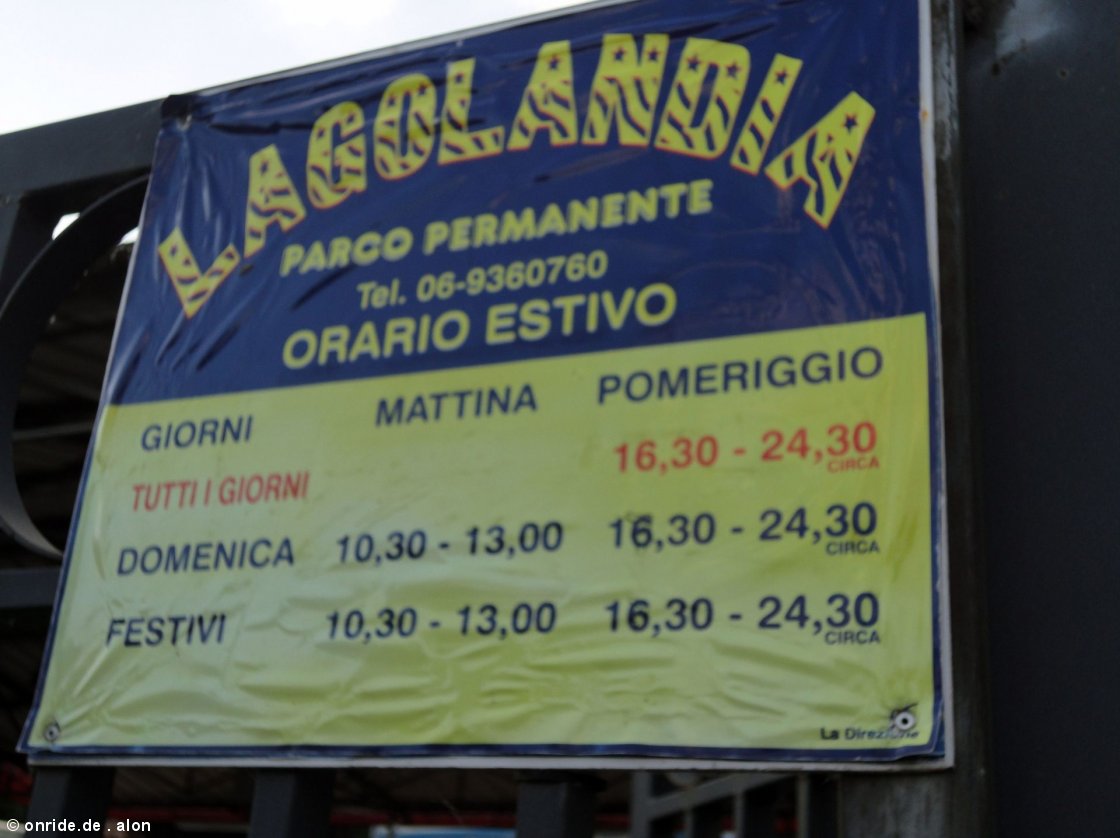 LAGOLANDIA
PARCO PERMANENTE
Tel. 06-9360760
ORARIO ESTIVO
GIORNI MATTINA POMERIGGIO
TUTTI I GIORNI 16,30 - 24,30 CIRCA
DOMENICA 10,30 - 13,00 16,30 - 24,30 CIRCA
FESTIVI 10,30 - 13,00 16,30 - 24,30 CIRCA
La Direzione
© onride.de . alon